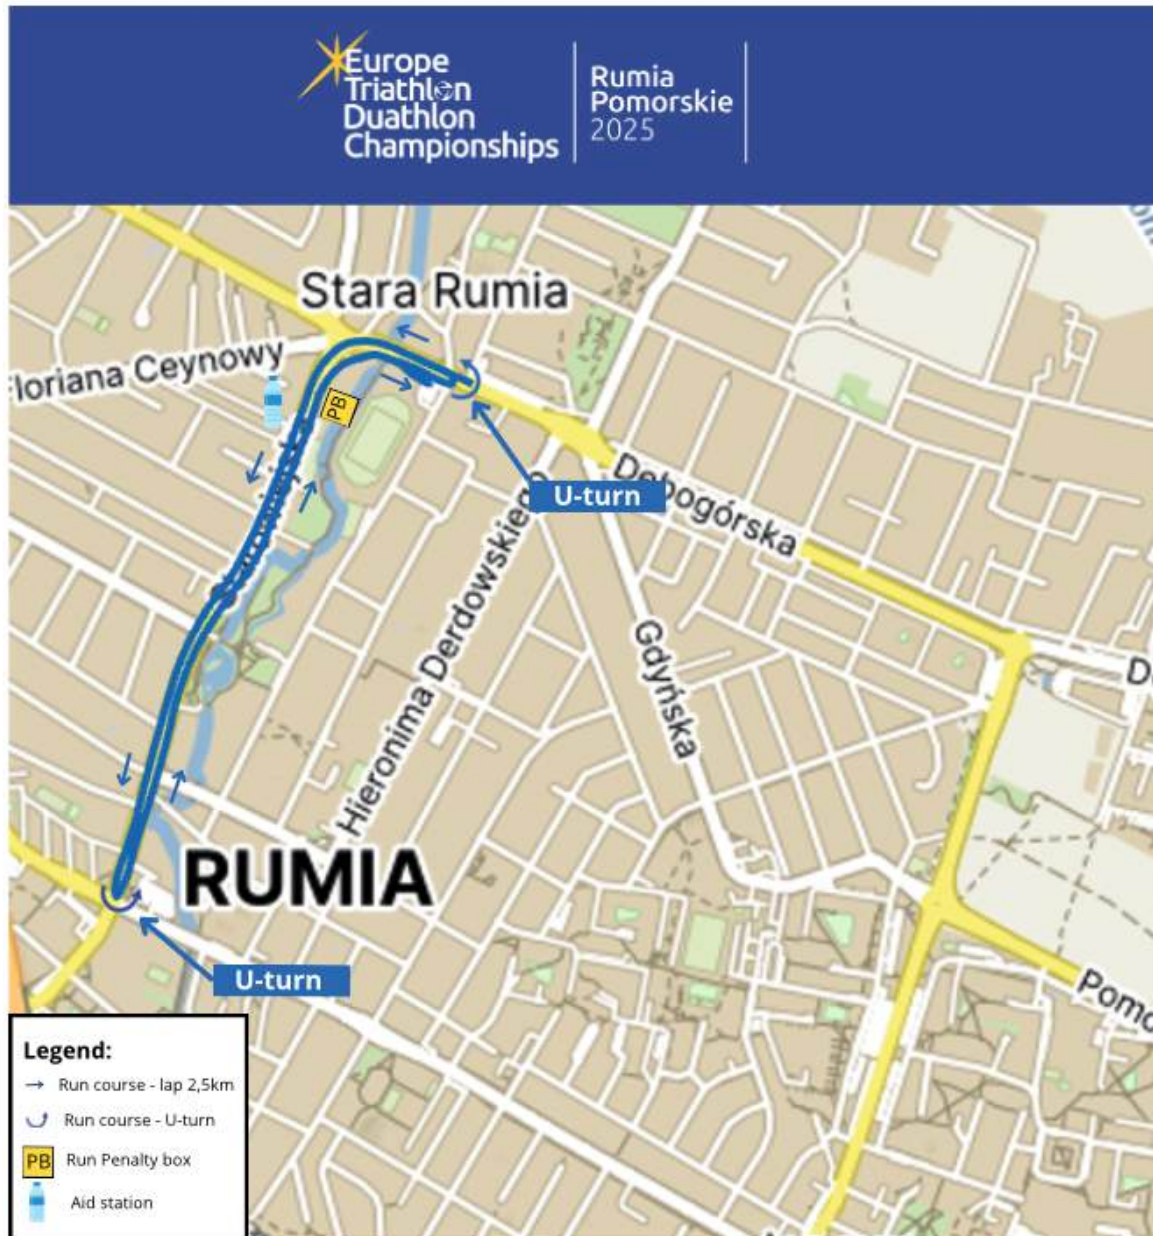 Europe
Triathlon
Duathlon
Championships
Rumia
Pomorskie
2025
Stara Rumia
Floriana Ceynowy
PB
U-turn
Dębogórska
Hieronima Derdowskiego
Gdyńska
RUMIA
U-turn
Legend:
Run course - lap 2,5km
Run course - U-turn
PB Run Penalty box
Aid station